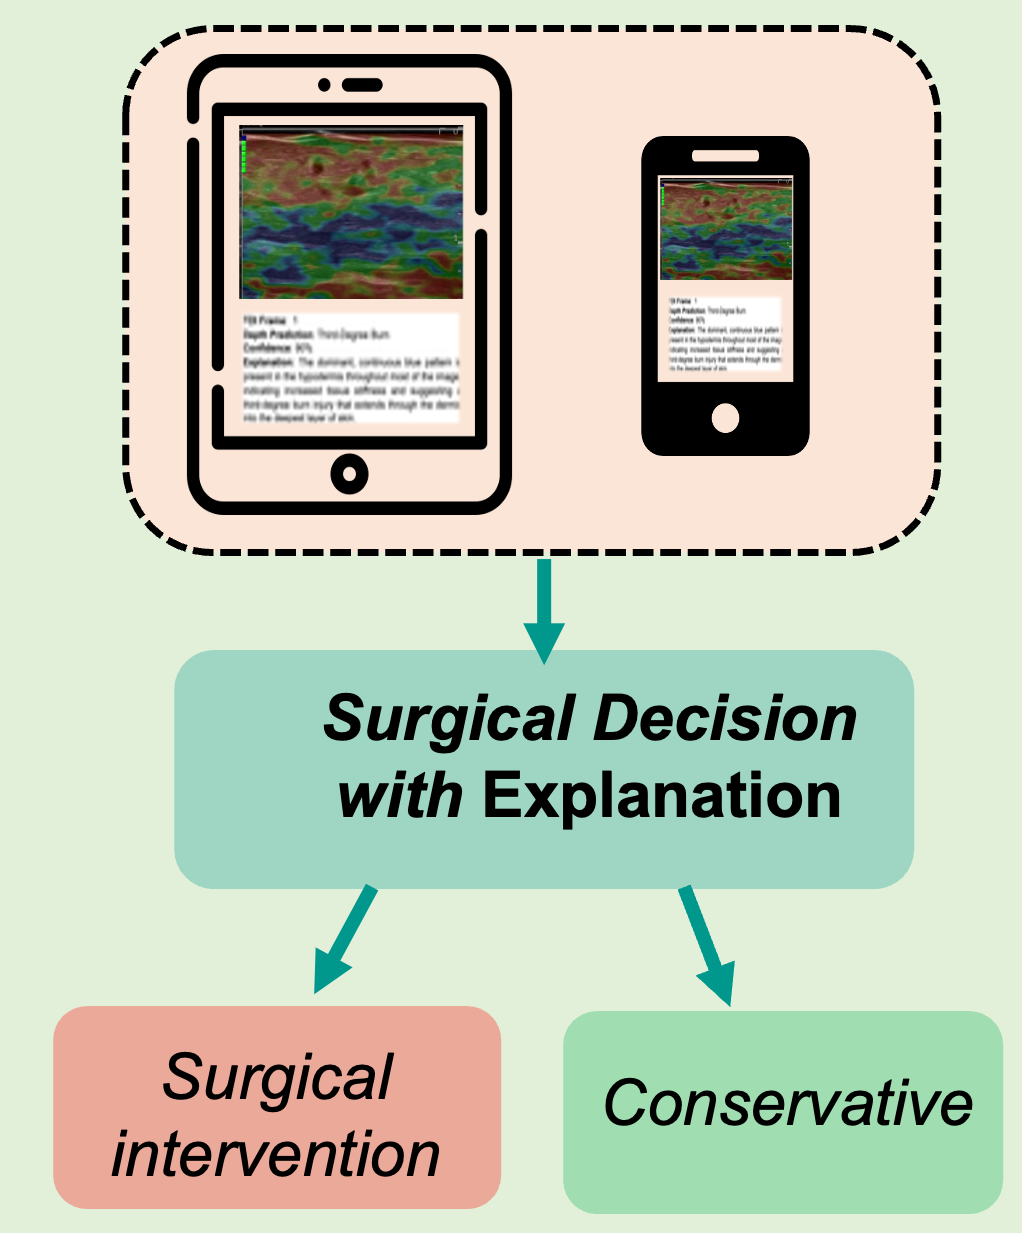 TEI Frame 1
Depth Prediction: Third-Degree Burn
Confidence: 90%
Explanation: The dominant, continuous blue pattern is
present in the hypodermis throughout most of the image,
indicating increased tissue stiffness and suggesting
third-degree burn injury that extends through the dermis
into the deepest layer of skin.
TEI Frame 1
Depth Prediction: Third-Degree Burn
Confidence: 90%
Explanation: The dominant, continuous blue pattern
present in the hypodermis throughout most of the imag
indicating increased tissue stiffness and suggesting
third-degree burn injury that extends through the dermi
into the deepest layer of skin.
Surgical Decision
with Explanation
Surgical
intervention
Conservative